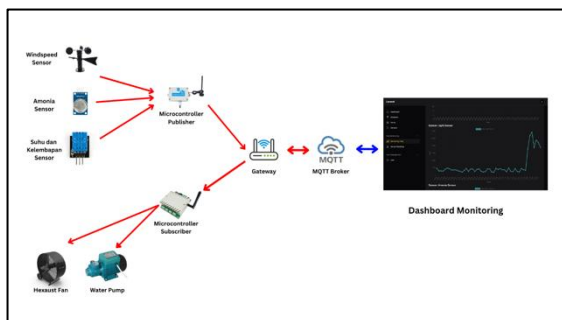 Windspeed
Sensor
Amonia
Sensor
Suhu dan
Kelembapan
Sensor
Microcontroller
Publisher
Gateway
MQTT
MQTT Broker
Dashboard Monitoring
Microcontroller
Subscriber
Hexaust Fan
Water Pump